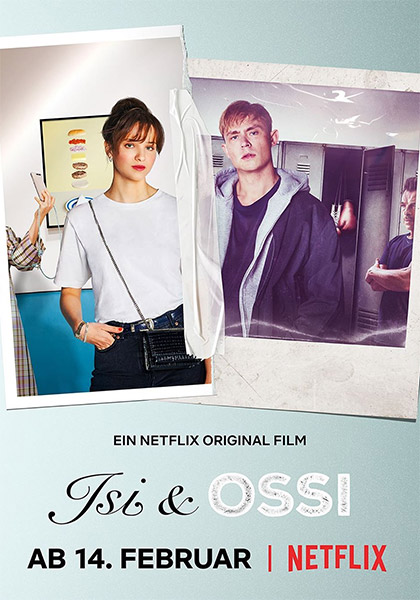 EIN NETFLIX ORIGINAL FILM
Isi & OSSI
AB 14. FEBRUAR | NETFLIX